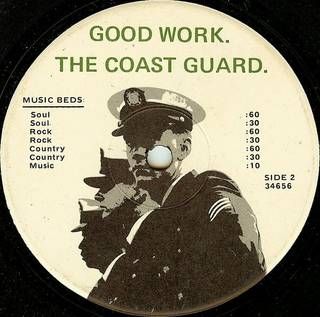 GOOD WORK.
THE COAST GUARD.
MUSIC BEDS:
Soul :60
Soul :30
Rock :60
Rock :30
Country :60
Country :30
Music :10
SIDE 2
34656